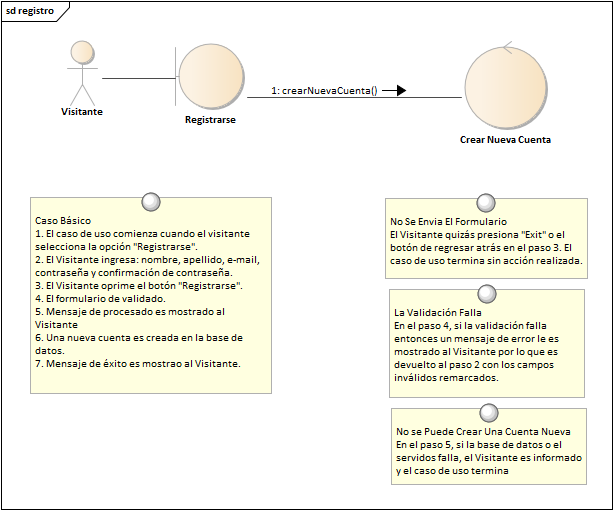 sd registro
1: crearNuevaCuenta()
Visitante
Registrarse
Crear Nueva Cuenta
Caso Básico
1. El caso de uso comienza cuando el visitante
selecciona la opción "Registrarse".
2. El Visitante ingresa: nombre, apellido, e-mail,
contraseña y confirmación de contraseña.
3. El Visitante oprime el botón "Registrarse".
4. El formulario de validado.
5. Mensaje de procesado es mostrado al
Visitante
6. Una nueva cuenta es creada en la base de
datos.
7. Mensaje de éxito es mostrao al Visitante.
No Se Envia El Formulario
El Visitante quizás presiona "Exit" o el
botón de regresar atrás en el paso 3. El
caso de uso termina sin acción realizada.
La Validación Falla
En el paso 4, si la validación falla
entonces un mensaje de error le es
mostrado al Visitante por lo que es
devuelto al paso 2 con los campos
inválidos remarcados.
No se Puede Crear Una Cuenta Nueva
En el paso 5, si la base de datos o el
servidos falla, el Visitante es informado
y el caso de uso termina